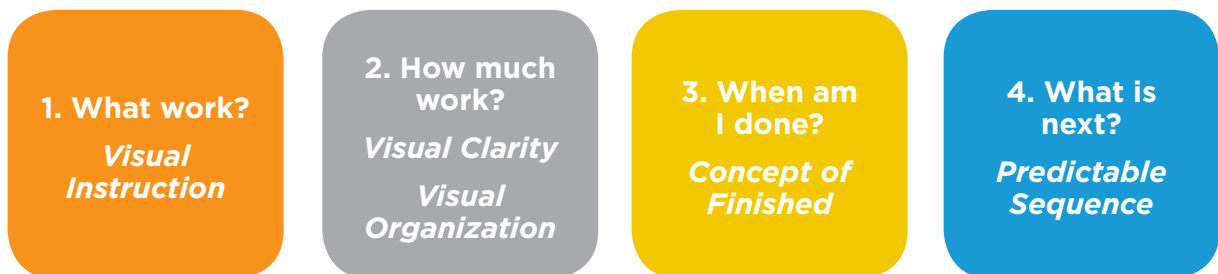 1. What work?
Visual
Instruction
2. How much
work?
Visual Clarity
Visual
Organization
3. When am
I done?
Concept of
Finished
4. What is
next?
Predictable
Sequence